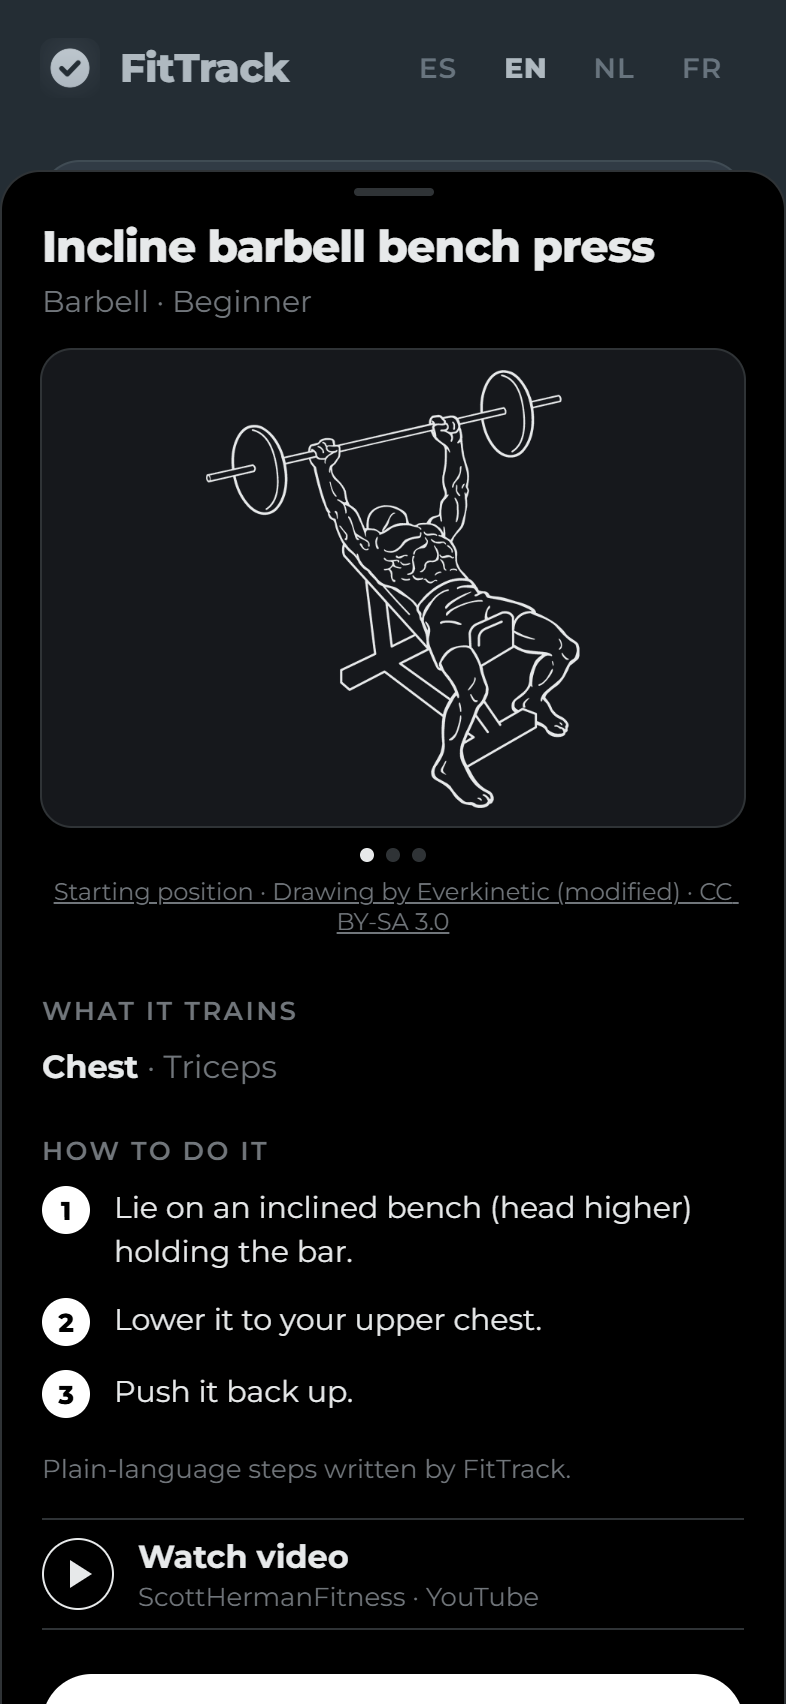 FitTrack
ES EN NL FR
Incline barbell bench press
Barbell · Beginner
Starting position · Drawing by Everkinetic (modified) · CC
BY-SA 3.0
WHAT IT TRAINS
Chest · Triceps
HOW TO DO IT
1 Lie on an inclined bench (head higher)
holding the bar.
2 Lower it to your upper chest.
3 Push it back up.
Plain-language steps written by FitTrack.
Watch video
ScottHermanFitness · YouTube